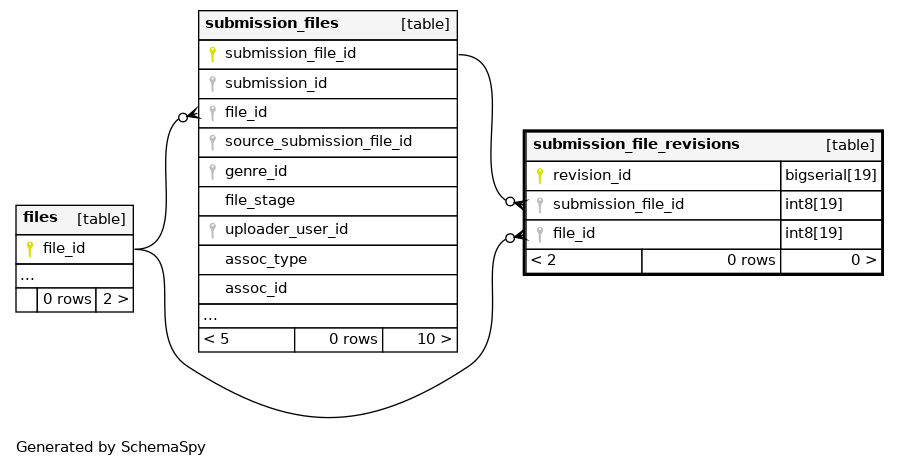 submission_files [table]
submission_file_id
submission_id
file_id
source_submission_file_id
genre_id
file_stage
uploader_user_id
assoc_type
assoc_id
...
< 5 0 rows 10 >
submission_file_revisions [table]
revision_id bigserial[19]
submission_file_id int8[19]
file_id int8[19]
< 2 0 rows 0 >
files [table]
file_id
...
0 rows 2 >
Generated by SchemaSpy